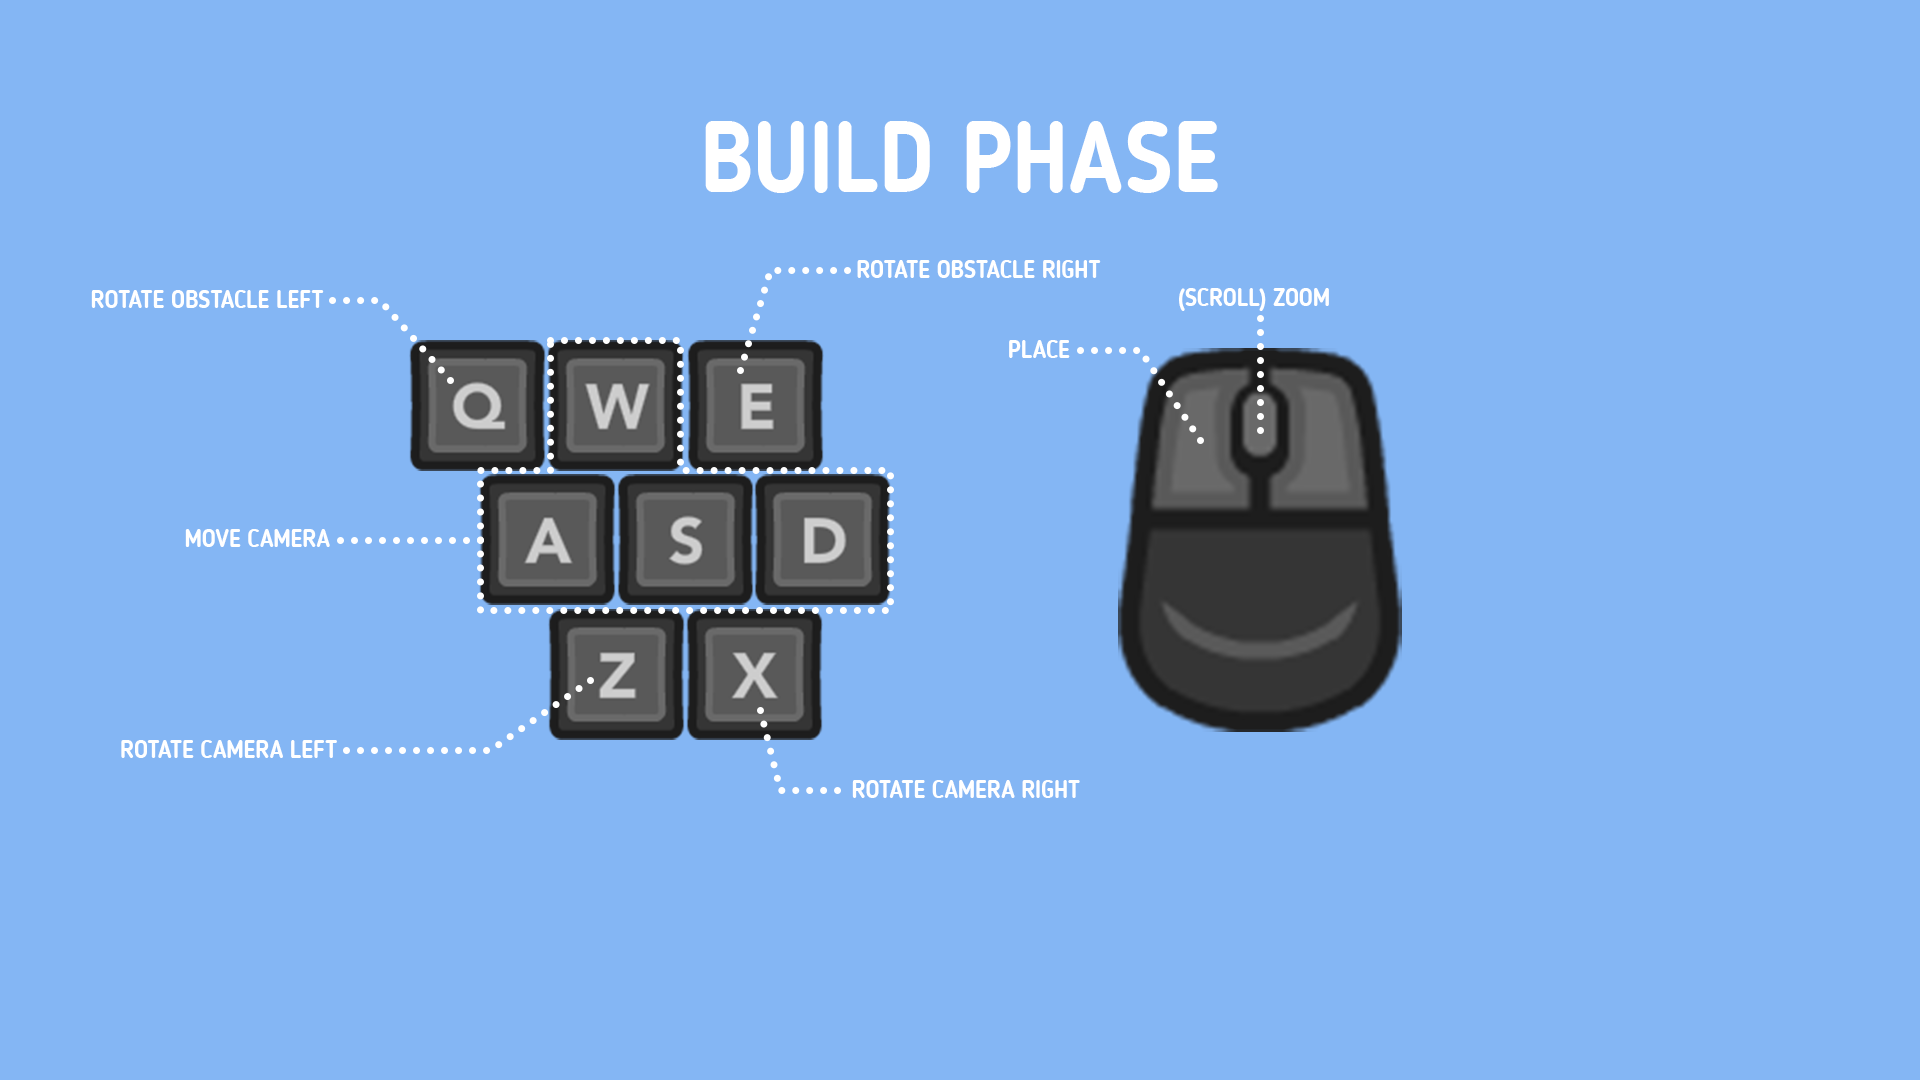 BUILD PHASE
ROTATE OBSTACLE LEFT
ROTATE OBSTACLE RIGHT
(SCROLL) ZOOM
PLACE
Q W E
MOVE CAMERA
A S D
Z X
ROTATE CAMERA LEFT
ROTATE CAMERA RIGHT